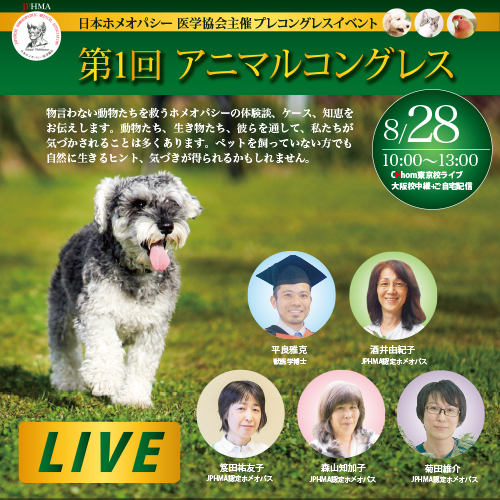 JPHMA
日本ホメオパシー 医学協会主催 プレコングレスイベント
第1回 アニマルコングレス
物言わない動物たちを救うホメオパシーの体験談、ケース、知恵を
お伝えします。動物たち、生き物たち、彼らを通して、私たちが
気づかされることは多くあります。ペットを飼っていない方でも
自然に生きるヒント、気づきが得られるかもしれません。
8/28
10:00～13:00
CHhom東京校ライブ
大阪校中継+ご自宅配信
平良雅克
獣医学博士
酒井由紀子
JPHMA認定ホメオパス
筬田祐友子
JPHMA認定ホメオパス
森山知加子
JPHMA認定ホメオパス
菊田雄介
JPHMA認定ホメオパス
LIVE